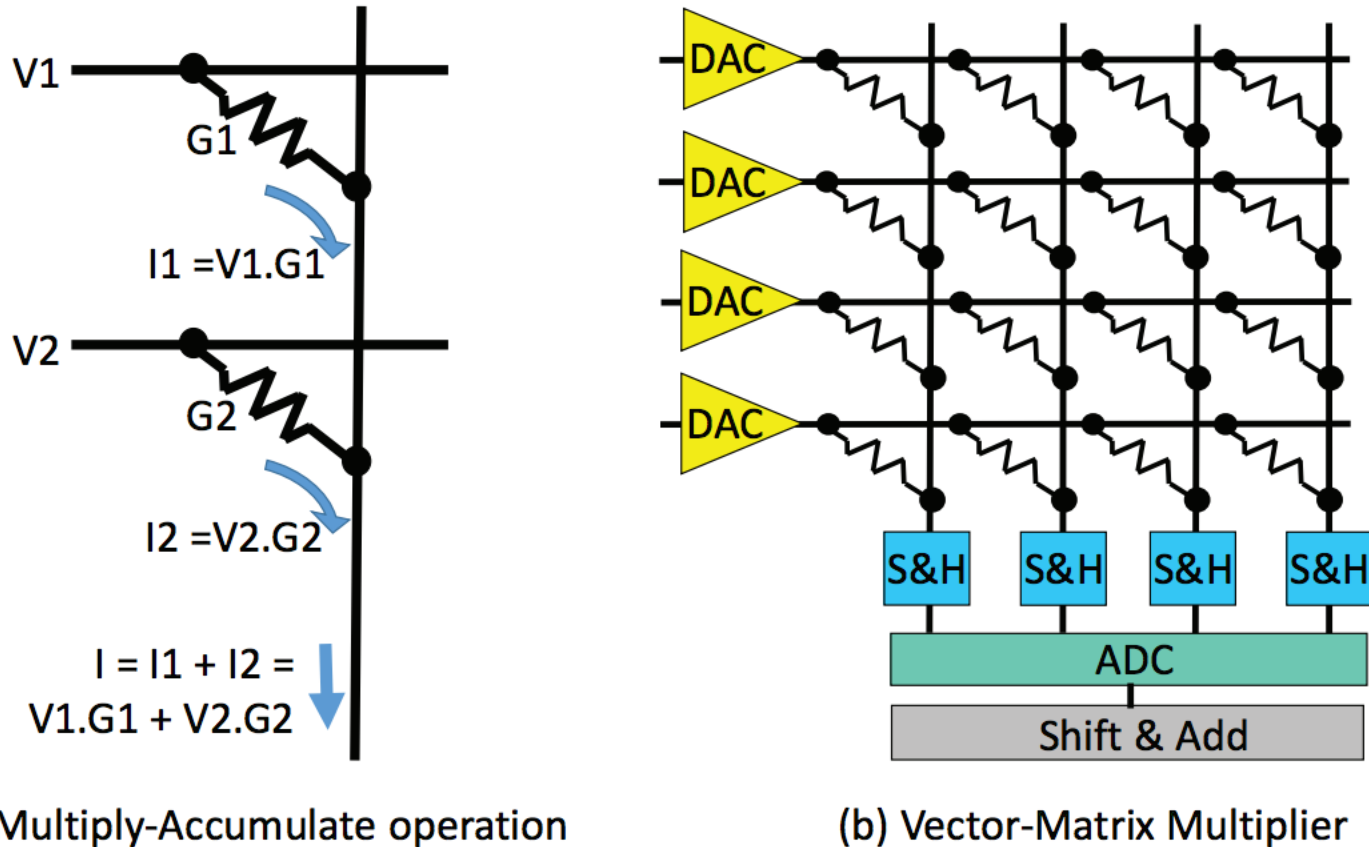 V1
G1
I1 =V1.G1
V2
G2
I2 =V2.G2
I = I1 + I2 =
V1.G1 + V2.G2
Multiply-Accumulate operation
DAC
DAC
DAC
DAC
S&H S&H S&H S&H
ADC
Shift & Add
(b) Vector-Matrix Multiplier